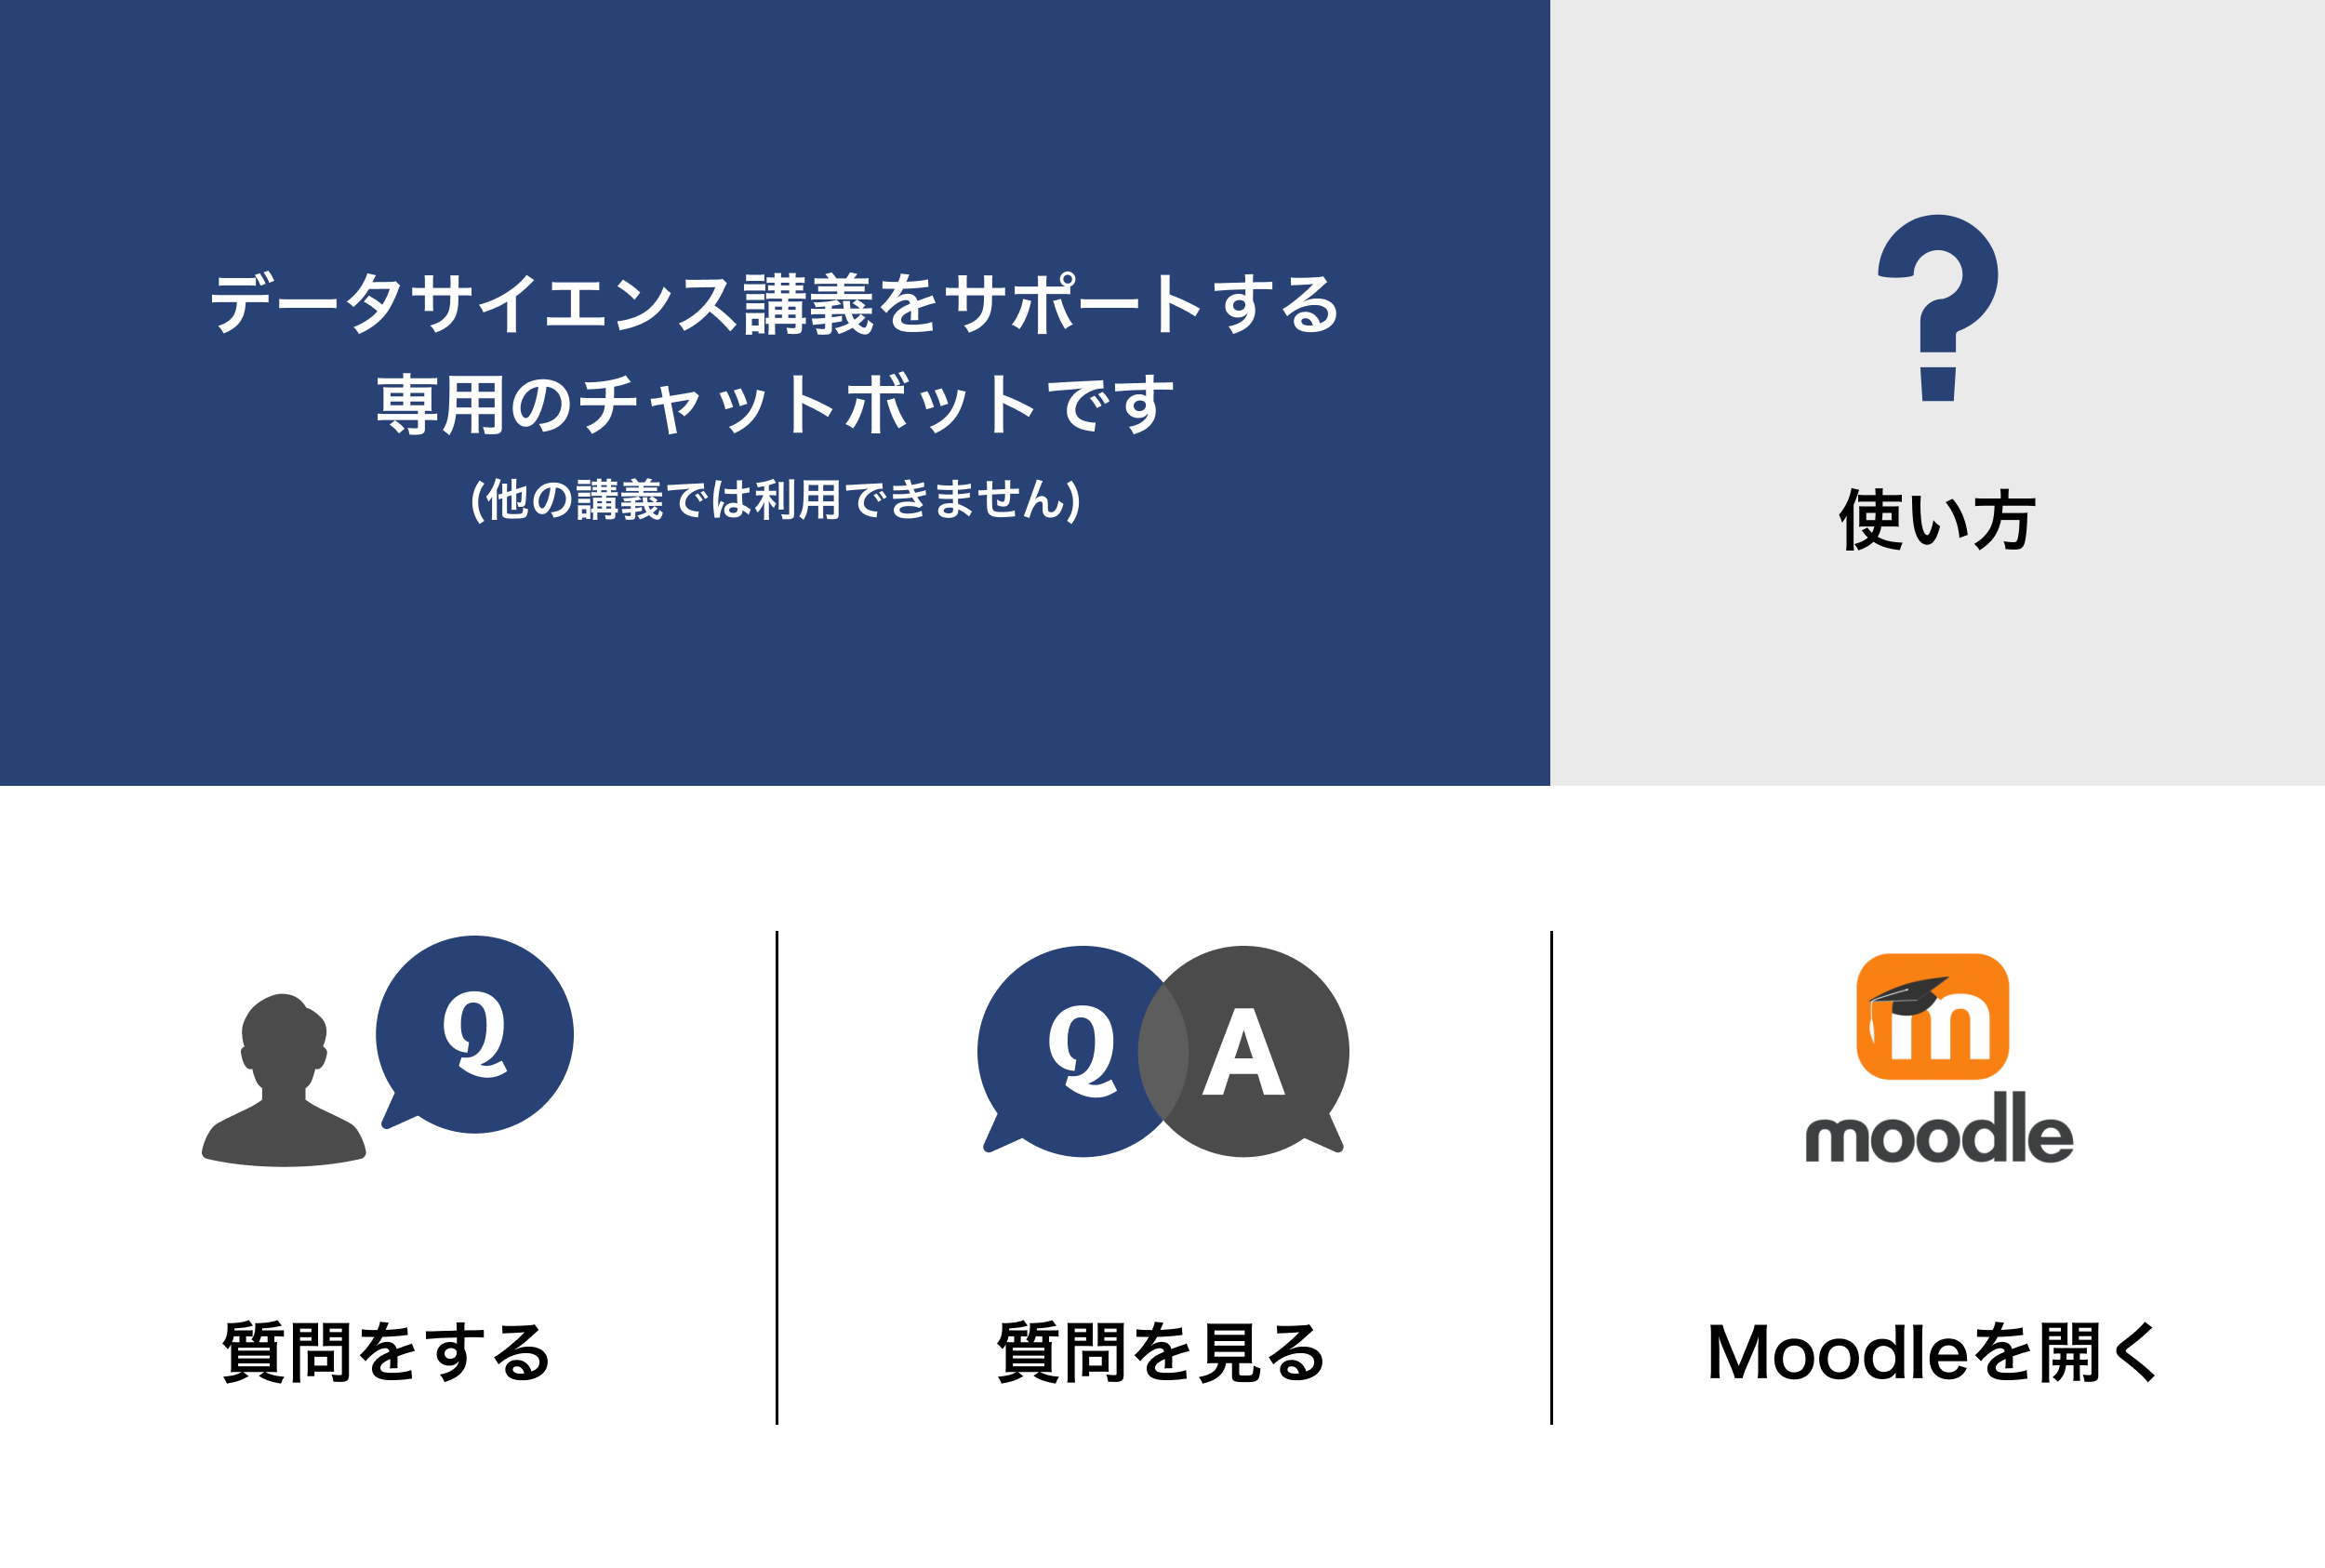 データサイエンス講義をサポートする
専用のチャットボットです
（他の講義では利用できません）
?
使い方
Q
Q A
m
moodle
質問をする
質問を見る
Moodleを開く